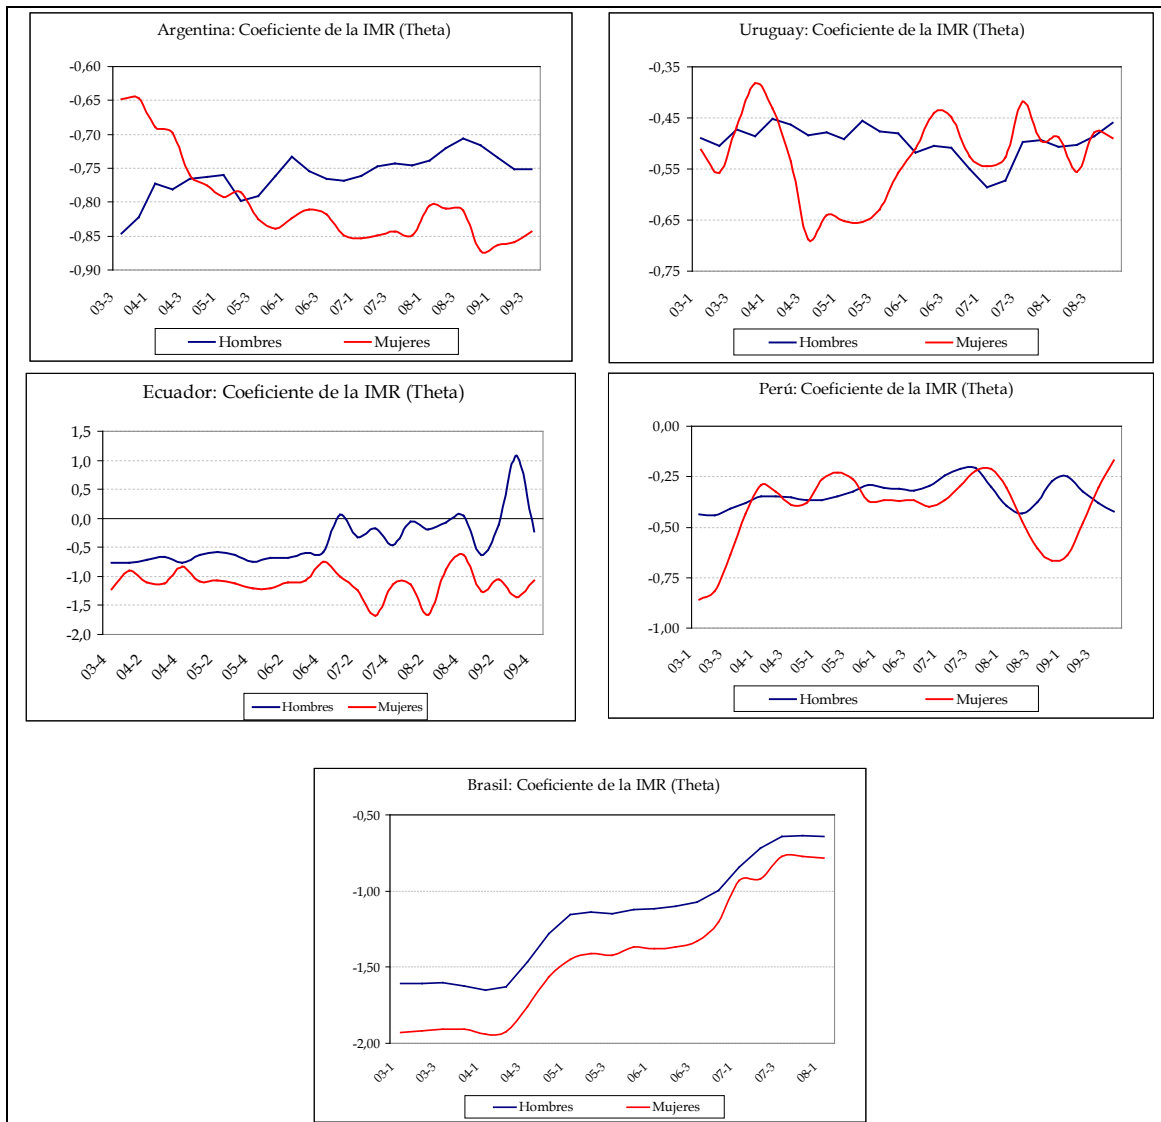 Argentina: Coeficiente de la IMR (Theta)
-0,60
-0,65
-0,70
-0,75
-0,80
-0,85
-0,90
03-3 04-1 04-3 05-1 05-3 06-1 06-3 07-1 07-3 08-1 08-3 09-1 09-3
Hombres Mujeres
Uruguay: Coeficiente de la IMR (Theta)
-0,35
-0,45
-0,55
-0,65
-0,75
03-1 03-3 04-1 04-3 05-1 05-3 06-1 06-3 07-1 07-3 08-1 08-3
Hombres Mujeres
Ecuador: Coeficiente de la IMR (Theta)
1,5
1,0
0,5
0,0
-0,5
-1,0
-1,5
-2,0
03-4 04-2 04-4 05-2 05-4 06-2 06-4 07-2 07-4 08-2 08-4 09-2 09-4
Hombres Mujeres
Perú: Coeficiente de la IMR (Theta)
0,00
-0,25
-0,50
-0,75
-1,00
03-1 03-3 04-1 04-3 05-1 05-3 06-1 06-3 07-1 07-3 08-1 08-3 09-1 09-3
Hombres Mujeres
Brasil: Coeficiente de la IMR (Theta)
-0,50
-1,00
-1,50
-2,00
03-1 03-3 04-1 04-3 05-1 05-3 06-1 06-3 07-1 07-3 08-1
Hombres Mujeres